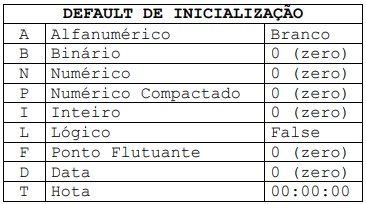 DEFAULT DE INICIALIZAÇÃO
A Alfanumérico Branco
B Binário 0 (zero)
N Numérico 0 (zero)
P Numérico Compactado 0 (zero)
I Inteiro 0 (zero)
L Lógico False
F Ponto Flutuante 0 (zero)
D Data 0 (zero)
T Hota 00:00:00